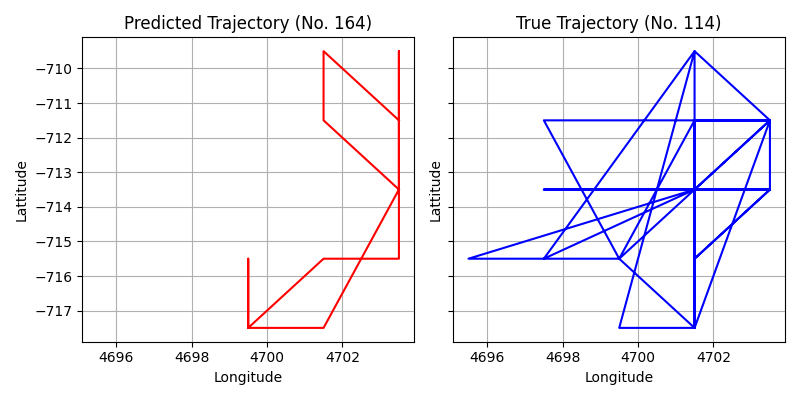 Predicted Trajectory (No. 164)
True Trajectory (No. 114)
−710
−711
−712
−713
−714
−715
−716
−717
Lattitude
Lattitude
4696 4698 4700 4702
4696 4698 4700 4702
Longitude
Longitude